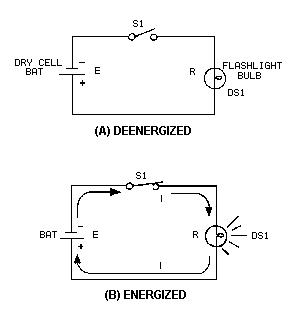 S1
DRY CELL
BAT
−
+
E
R
FLASHLIGHT
BULB
DS1
(A) DEENERGIZED
S1
I
BAT
−
+
E
R
DS1
I
(B) ENERGIZED